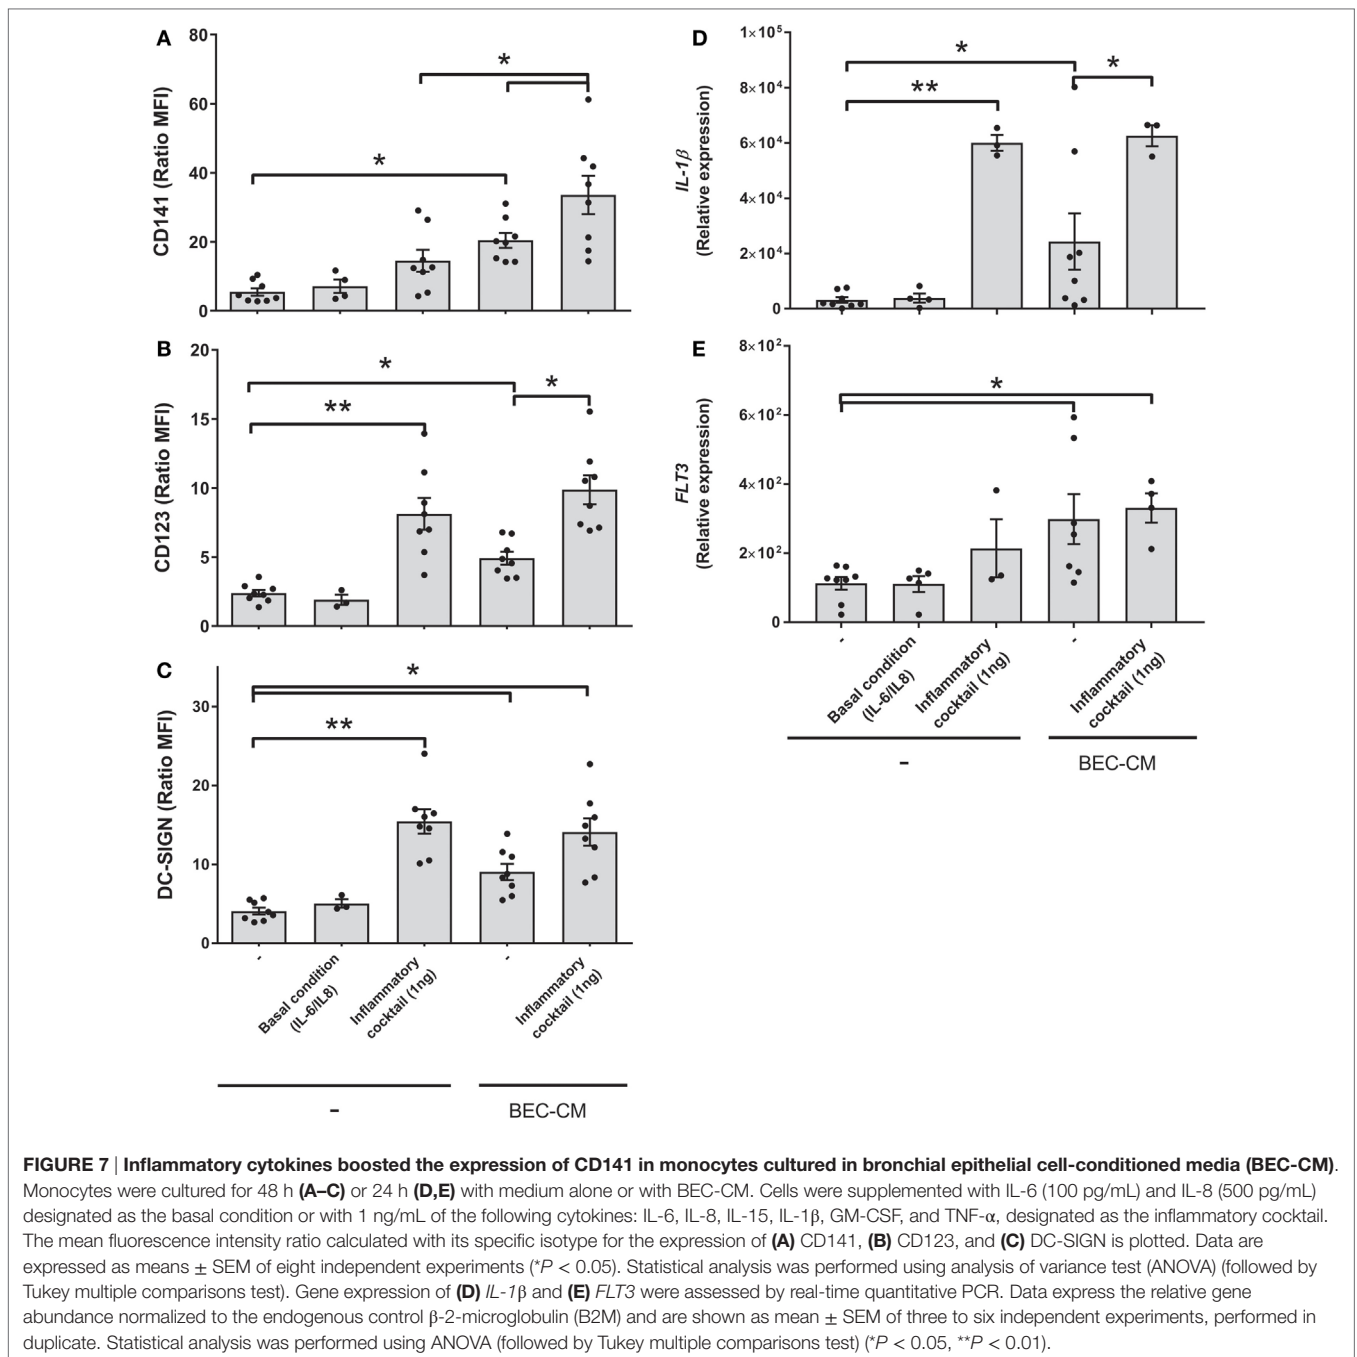 A
80
60
40
20
0
CD141 (Ratio MFI)
*
*
B
20
15
10
5
0
CD123 (Ratio MFI)
*
*
**
C
30
20
10
0
DC-SIGN (Ratio MFI)
*
**
-
Basal condition
(IL-6/IL8)
Inflammatory
cocktail (1ng)
-
Inflammatory
cocktail (1ng)
–
BEC-CM
D
1×10⁵
8×10⁴
6×10⁴
4×10⁴
2×10⁴
0
IL-1β
(Relative expression)
*
*
**
E
8×10²
6×10²
4×10²
2×10²
0
FLT3
(Relative expression)
*
-
Basal condition
(IL-6/IL8)
Inflammatory
cocktail (1ng)
-
Inflammatory
cocktail (1ng)
–
BEC-CM
FIGURE 7 | Inflammatory cytokines boosted the expression of CD141 in monocytes cultured in bronchial epithelial cell-conditioned media (BEC-CM).
Monocytes were cultured for 48 h (A–C) or 24 h (D,E) with medium alone or with BEC-CM. Cells were supplemented with IL-6 (100 pg/mL) and IL-8 (500 pg/mL)
designated as the basal condition or with 1 ng/mL of the following cytokines: IL-6, IL-8, IL-15, IL-1β, GM-CSF, and TNF-α, designated as the inflammatory cocktail.
The mean fluorescence intensity ratio calculated with its specific isotype for the expression of (A) CD141, (B) CD123, and (C) DC-SIGN is plotted. Data are
expressed as means ± SEM of eight independent experiments (*P < 0.05). Statistical analysis was performed using analysis of variance test (ANOVA) (followed by
Tukey multiple comparisons test). Gene expression of (D) IL-1β and (E) FLT3 were assessed by real-time quantitative PCR. Data express the relative gene
abundance normalized to the endogenous control β-2-microglobulin (B2M) and are shown as mean ± SEM of three to six independent experiments, performed in
duplicate. Statistical analysis was performed using ANOVA (followed by Tukey multiple comparisons test) (*P < 0.05, **P < 0.01).